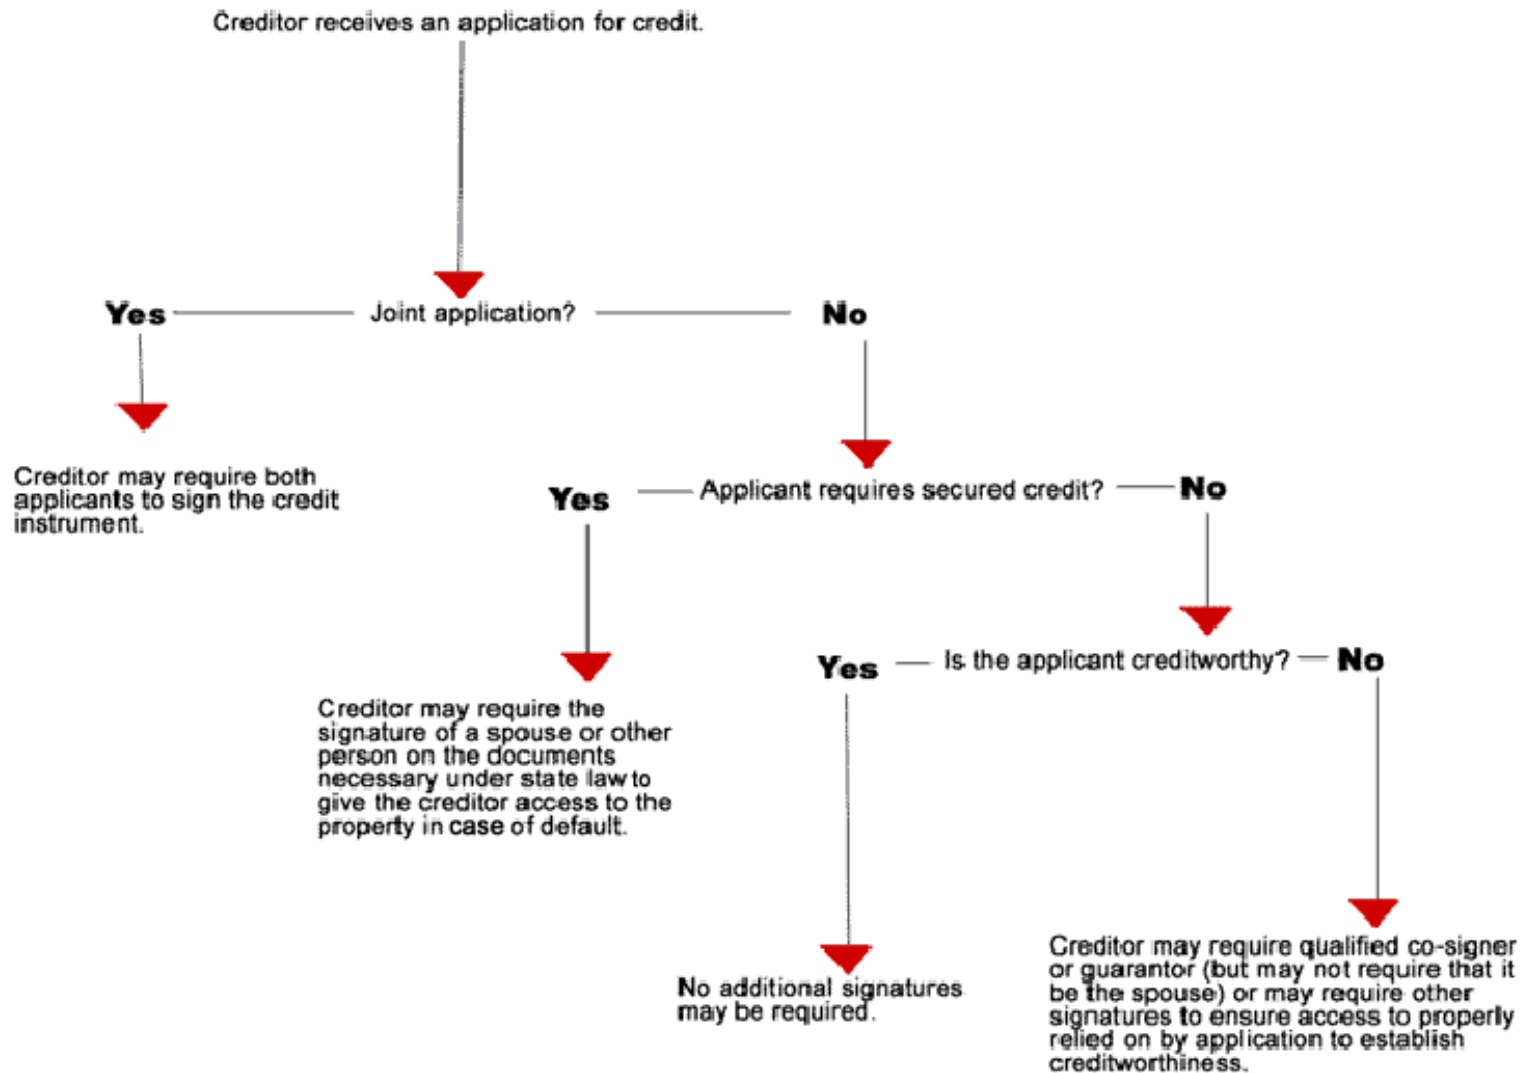 Creditor receives an application for credit.
Yes
Joint application?
No
Creditor may require both
applicants to sign the credit
instrument.
Yes
Applicant requires secured credit?
No
Creditor may require the
signature of a spouse or other
person on the documents
necessary under state law to
give the creditor access to the
property in case of default.
Yes
Is the applicant creditworthy?
No
No additional signatures
may be required.
Creditor may require qualified co-signer
or guarantor (but may not require that it
be the spouse) or may require other
signatures to ensure access to properly
relied on by application to establish
creditworthiness.